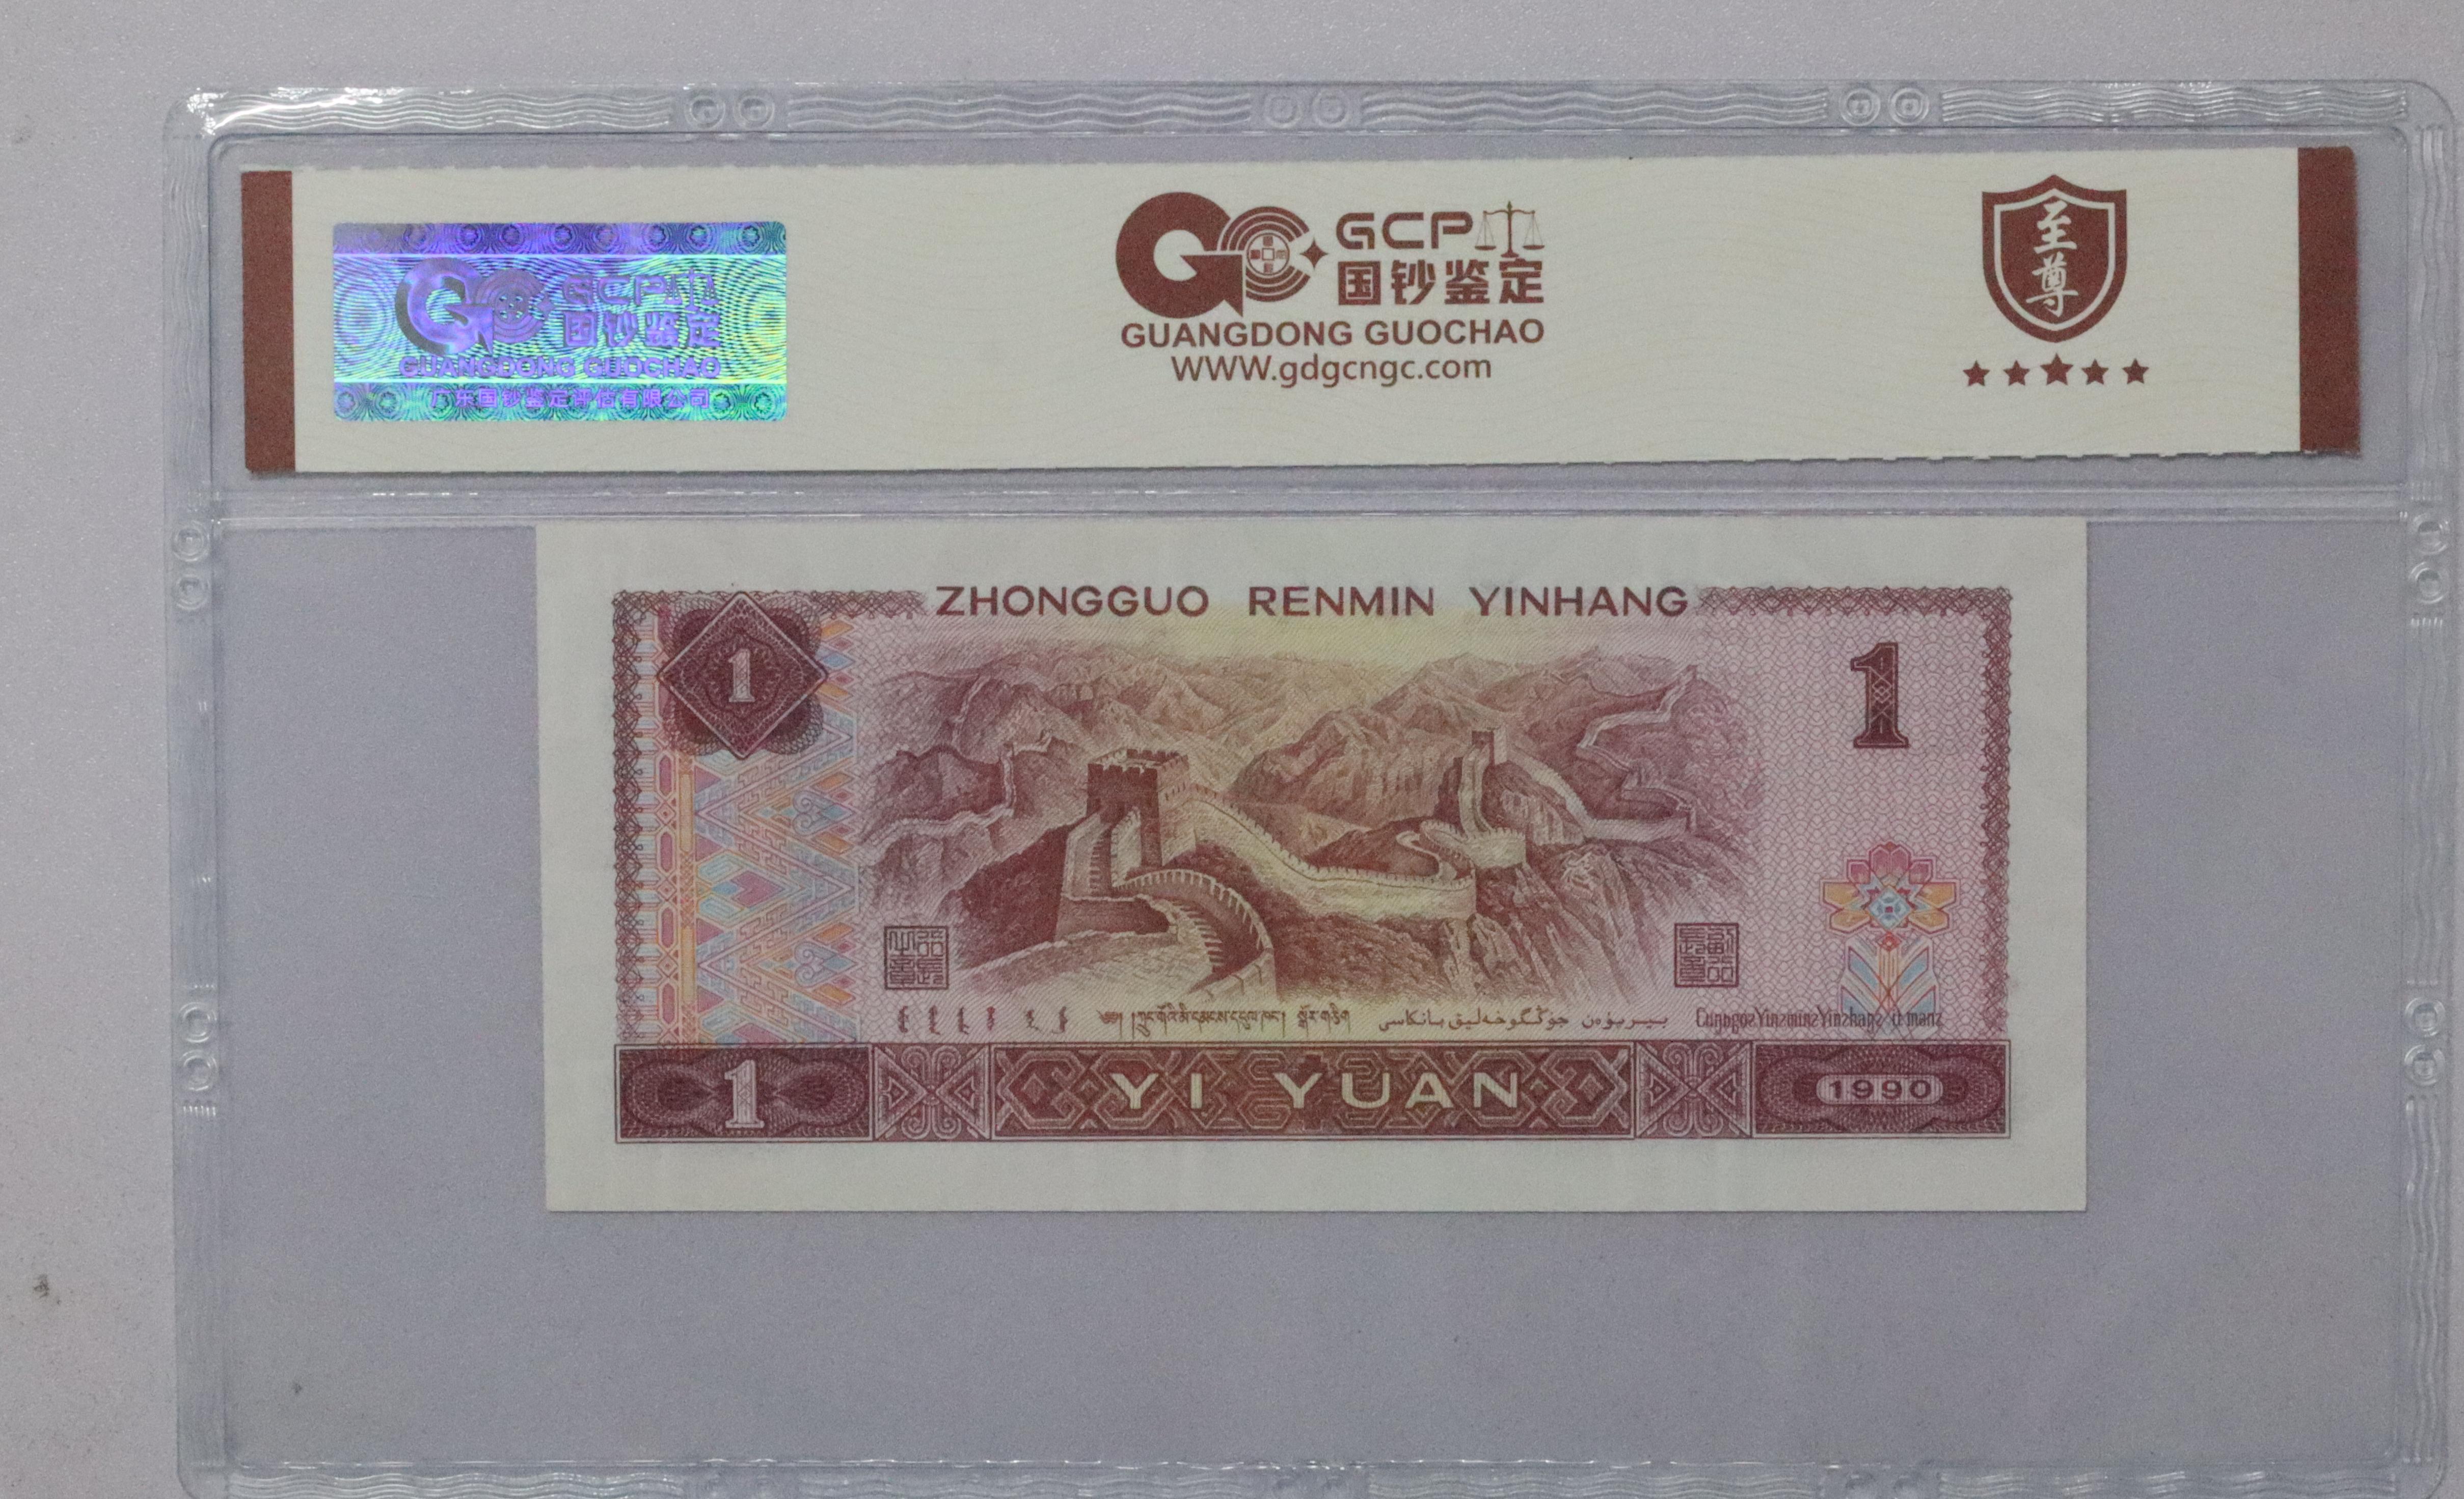 GCP
国钞鉴定
GUANGDONG GUOCHAO
广东国钞鉴定评估有限公司
GCP
国钞鉴定
GUANGDONG GUOCHAO
WWW.gdgcngc.com
至
尊
ZHONGGUO RENMIN YINHANG
1
1
1
YI YUAN
1990